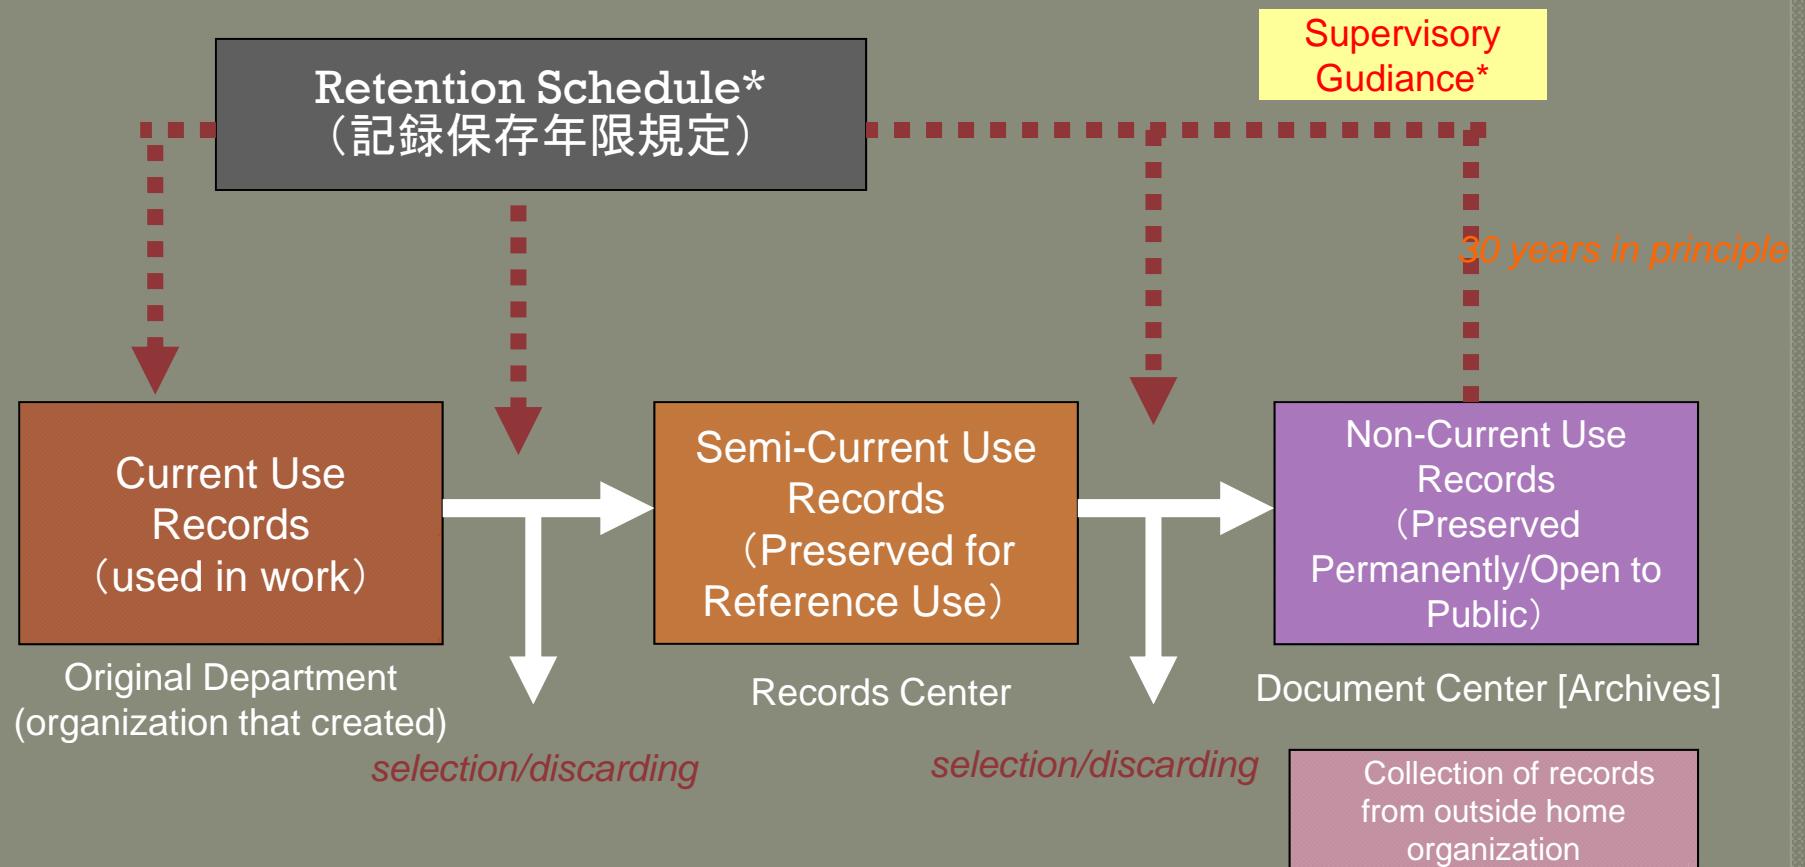 Supervisory
Gudiance*
Retention Schedule*
（記録保存年限規定）
30 years in principle
Current Use
Records
（used in work）
Semi-Current Use
Records
（Preserved for
Reference Use）
Non-Current Use
Records
（Preserved
Permanently/Open to
Public）
Original Department
(organization that created)
Records Center
Document Center [Archives]
selection/discarding
selection/discarding
Collection of records
from outside home
organization